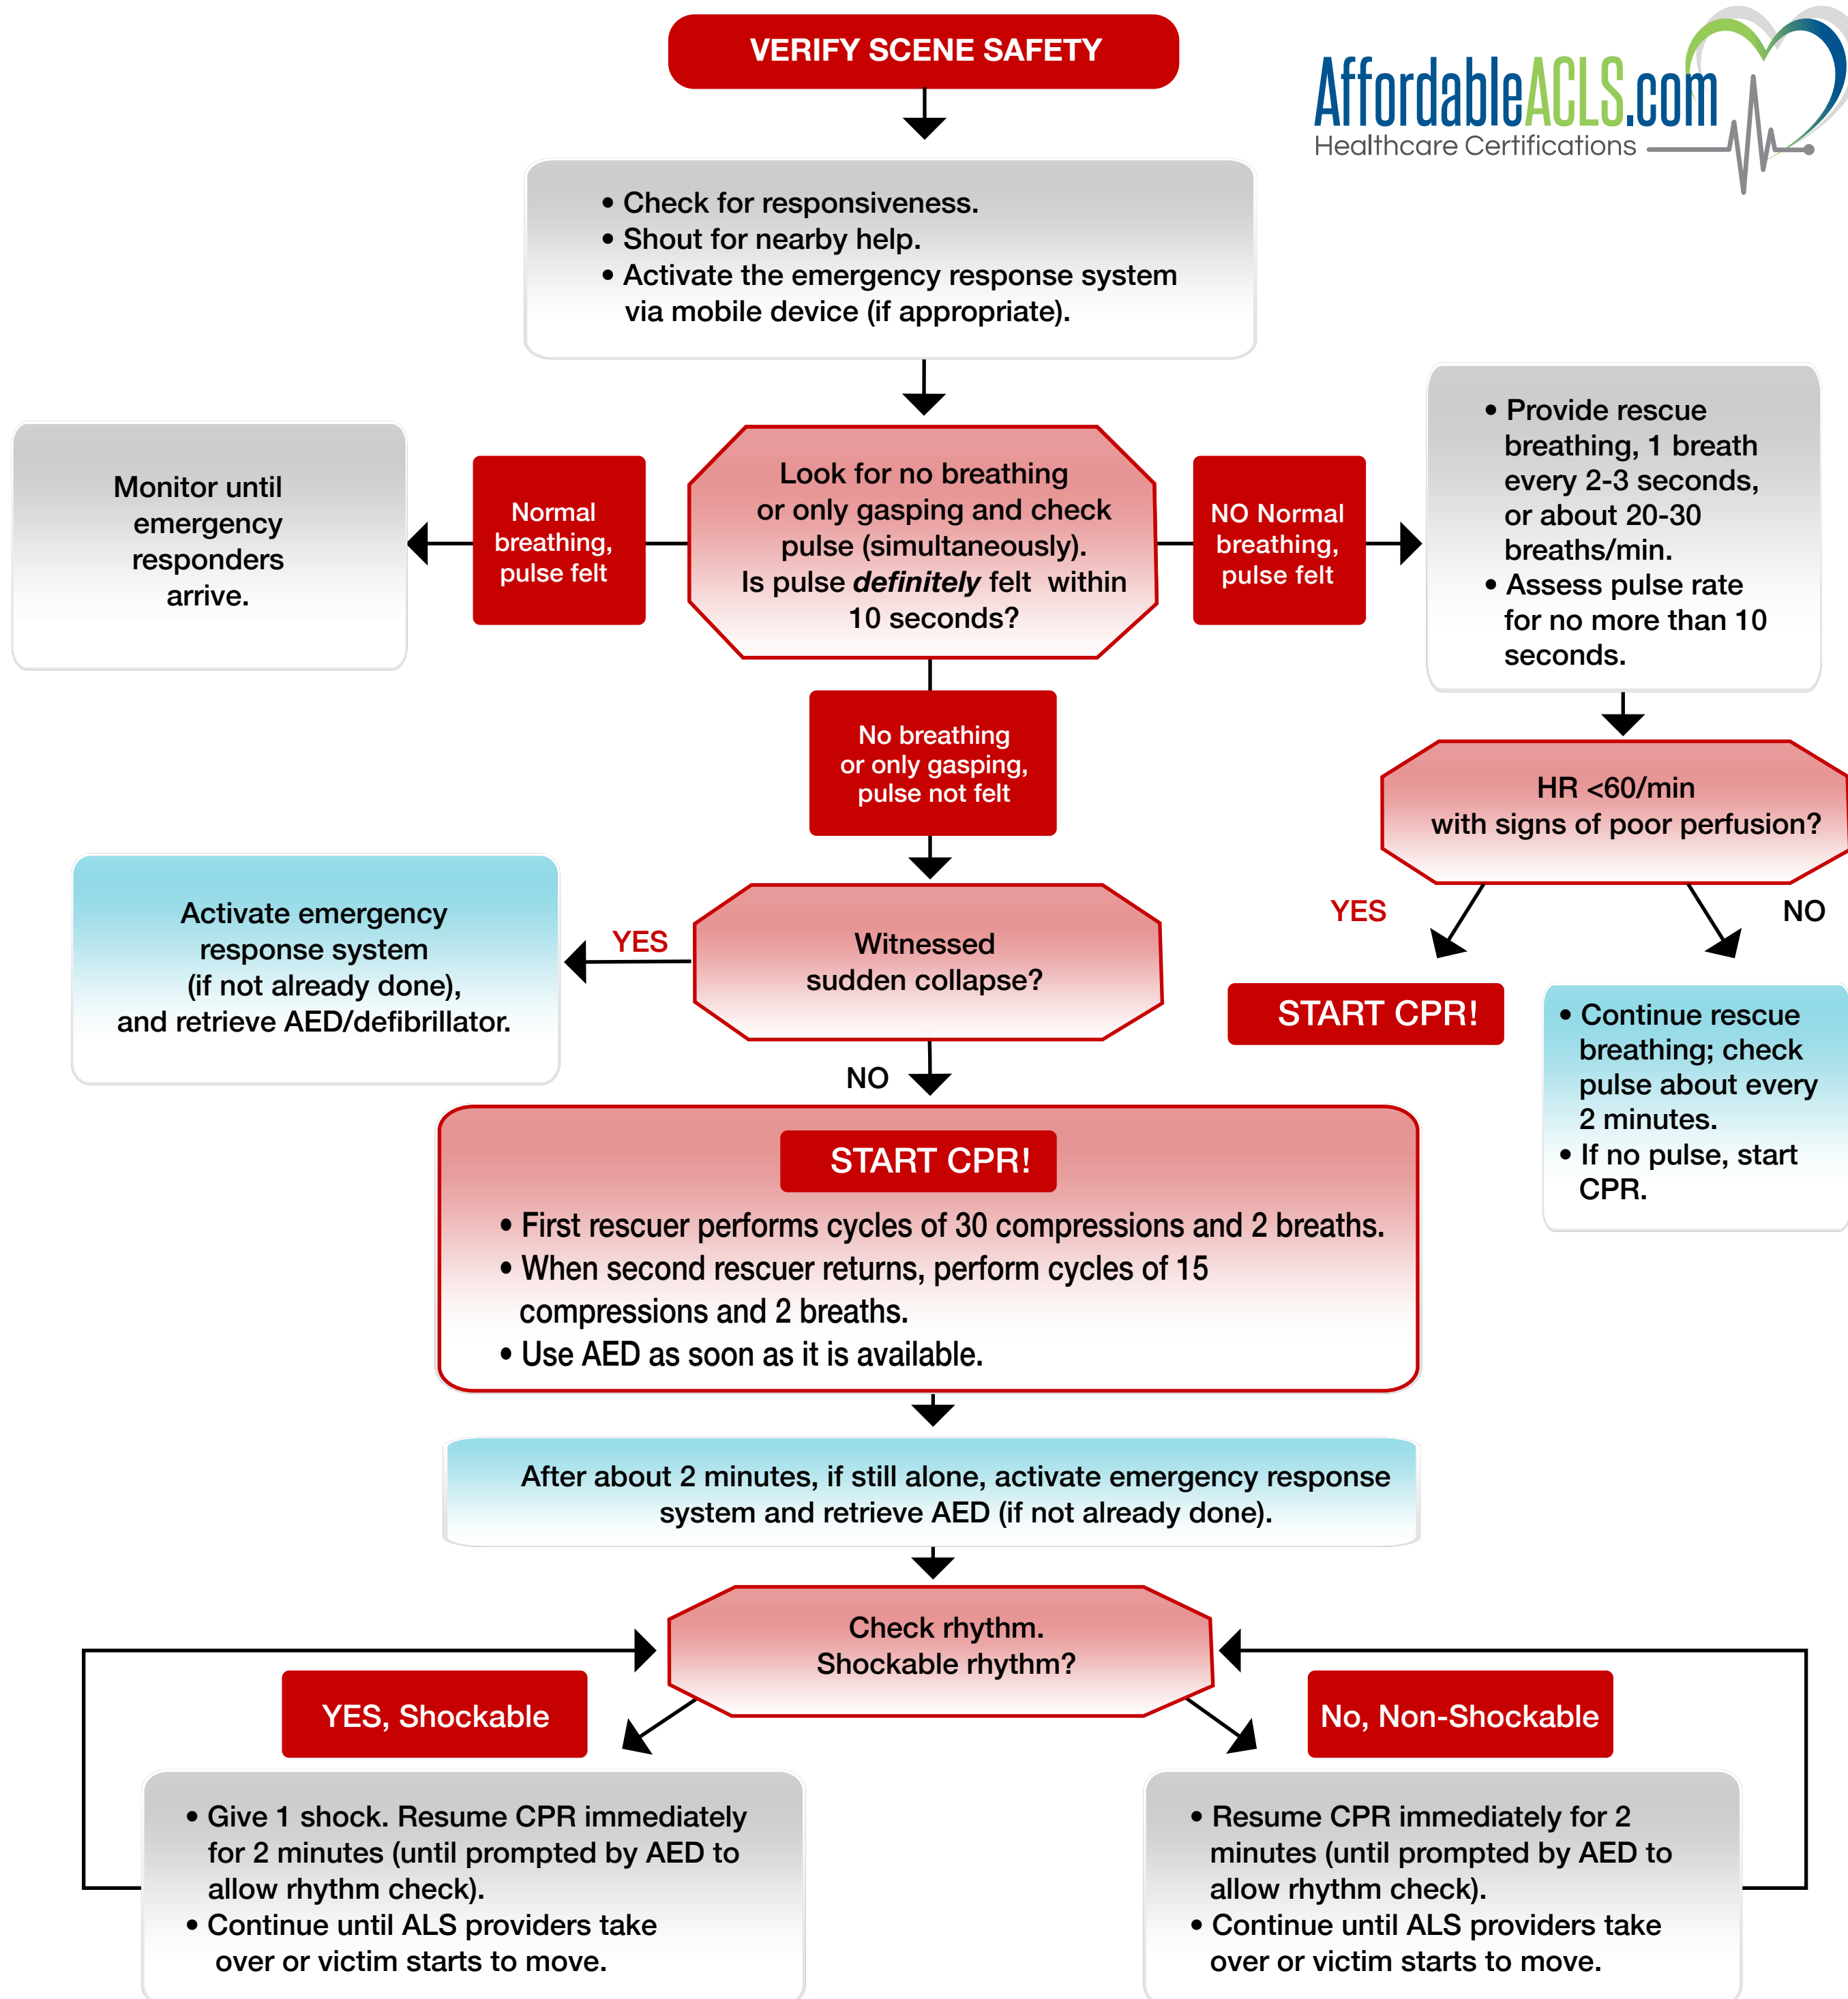 VERIFY SCENE SAFETY
AffordableACLS.com
Healthcare Certifications
• Check for responsiveness.
• Shout for nearby help.
• Activate the emergency response system
via mobile device (if appropriate).
Monitor until
emergency
responders
arrive.
Normal
breathing,
pulse felt
Look for no breathing
or only gasping and check
pulse (simultaneously).
Is pulse definitely felt within
10 seconds?
NO Normal
breathing,
pulse felt
• Provide rescue
breathing, 1 breath
every 2-3 seconds,
or about 20-30
breaths/min.
• Assess pulse rate
for no more than 10
seconds.
No breathing
or only gasping,
pulse not felt
HR <60/min
with signs of poor perfusion?
YES
NO
START CPR!
• Continue rescue
breathing; check
pulse about every
2 minutes.
• If no pulse, start
CPR.
Witnessed
sudden collapse?
YES
Activate emergency
response system
(if not already done),
and retrieve AED/defibrillator.
NO
START CPR!
• First rescuer performs cycles of 30 compressions and 2 breaths.
• When second rescuer returns, perform cycles of 15
compressions and 2 breaths.
• Use AED as soon as it is available.
After about 2 minutes, if still alone, activate emergency response
system and retrieve AED (if not already done).
Check rhythm.
Shockable rhythm?
YES, Shockable
No, Non-Shockable
• Give 1 shock. Resume CPR immediately
for 2 minutes (until prompted by AED to
allow rhythm check).
• Continue until ALS providers take
over or victim starts to move.
• Resume CPR immediately for 2
minutes (until prompted by AED to
allow rhythm check).
• Continue until ALS providers take
over or victim starts to move.